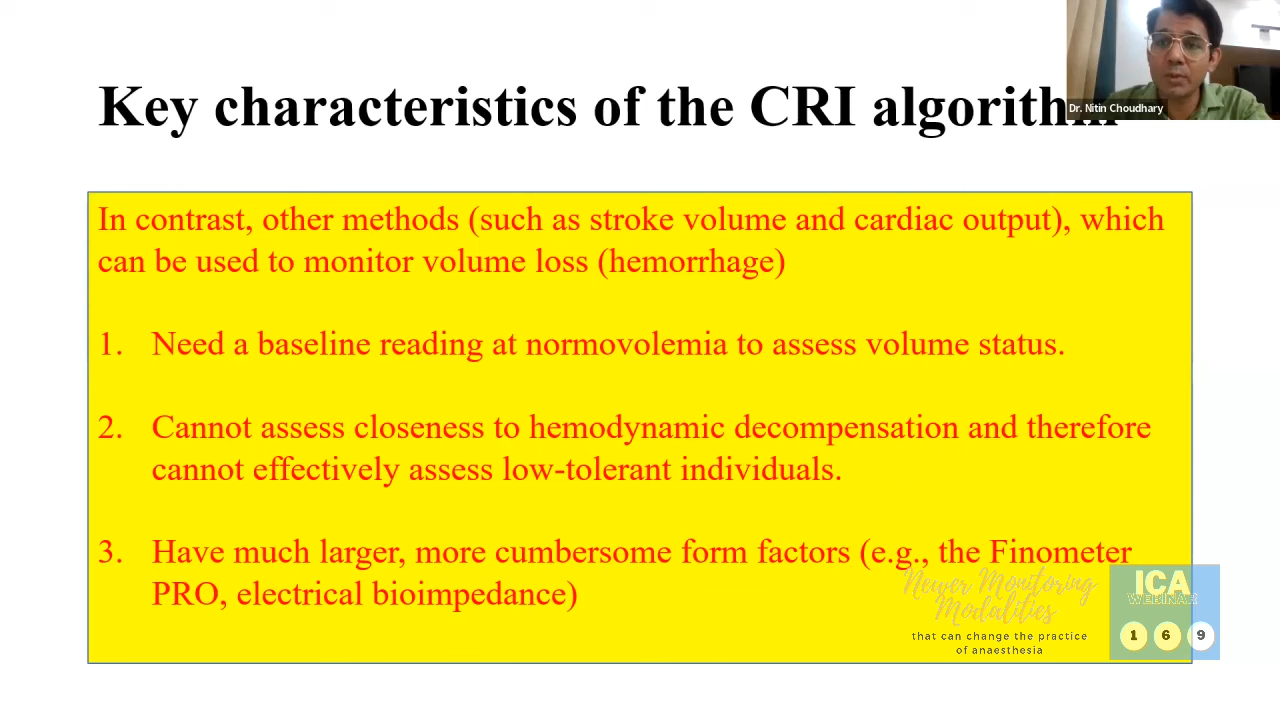 Key characteristics of the CRI algorithm
Dr. Nitin Choudhary
In contrast, other methods (such as stroke volume and cardiac output), which
can be used to monitor volume loss (hemorrhage)
1. Need a baseline reading at normovolemia to assess volume status.
2. Cannot assess closeness to hemodynamic decompensation and therefore
cannot effectively assess low-tolerant individuals.
3. Have much larger, more cumbersome form factors (e.g., the Finometer
PRO, electrical bioimpedance)
Newer Monitoring
Modalities
that can change the practice
of anaesthesia
ICA
WEBINAR
1 6 9